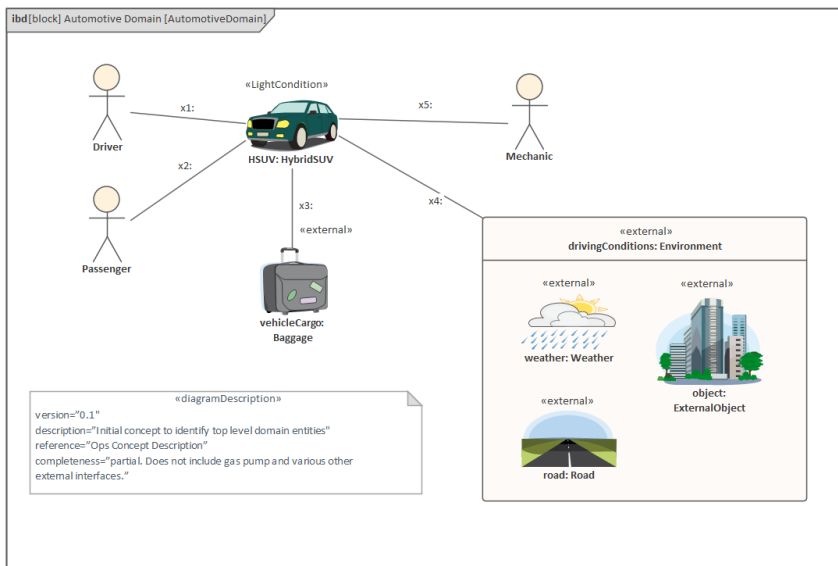 ibd [block] Automotive Domain [AutomotiveDomain]
«LightCondition»
x1:
x5:
Driver
HSUV: HybridSUV
Mechanic
x2:
x3:
x4:
«external»
Passenger
vehicleCargo:
Baggage
«external»
drivingConditions: Environment
«external»
«external»
weather: Weather
object:
ExternalObject
«external»
road: Road
«diagramDescription»
version="0.1"
description="Initial concept to identify top level domain entities"
reference="Ops Concept Description"
completeness="partial. Does not include gas pump and various other
external interfaces."